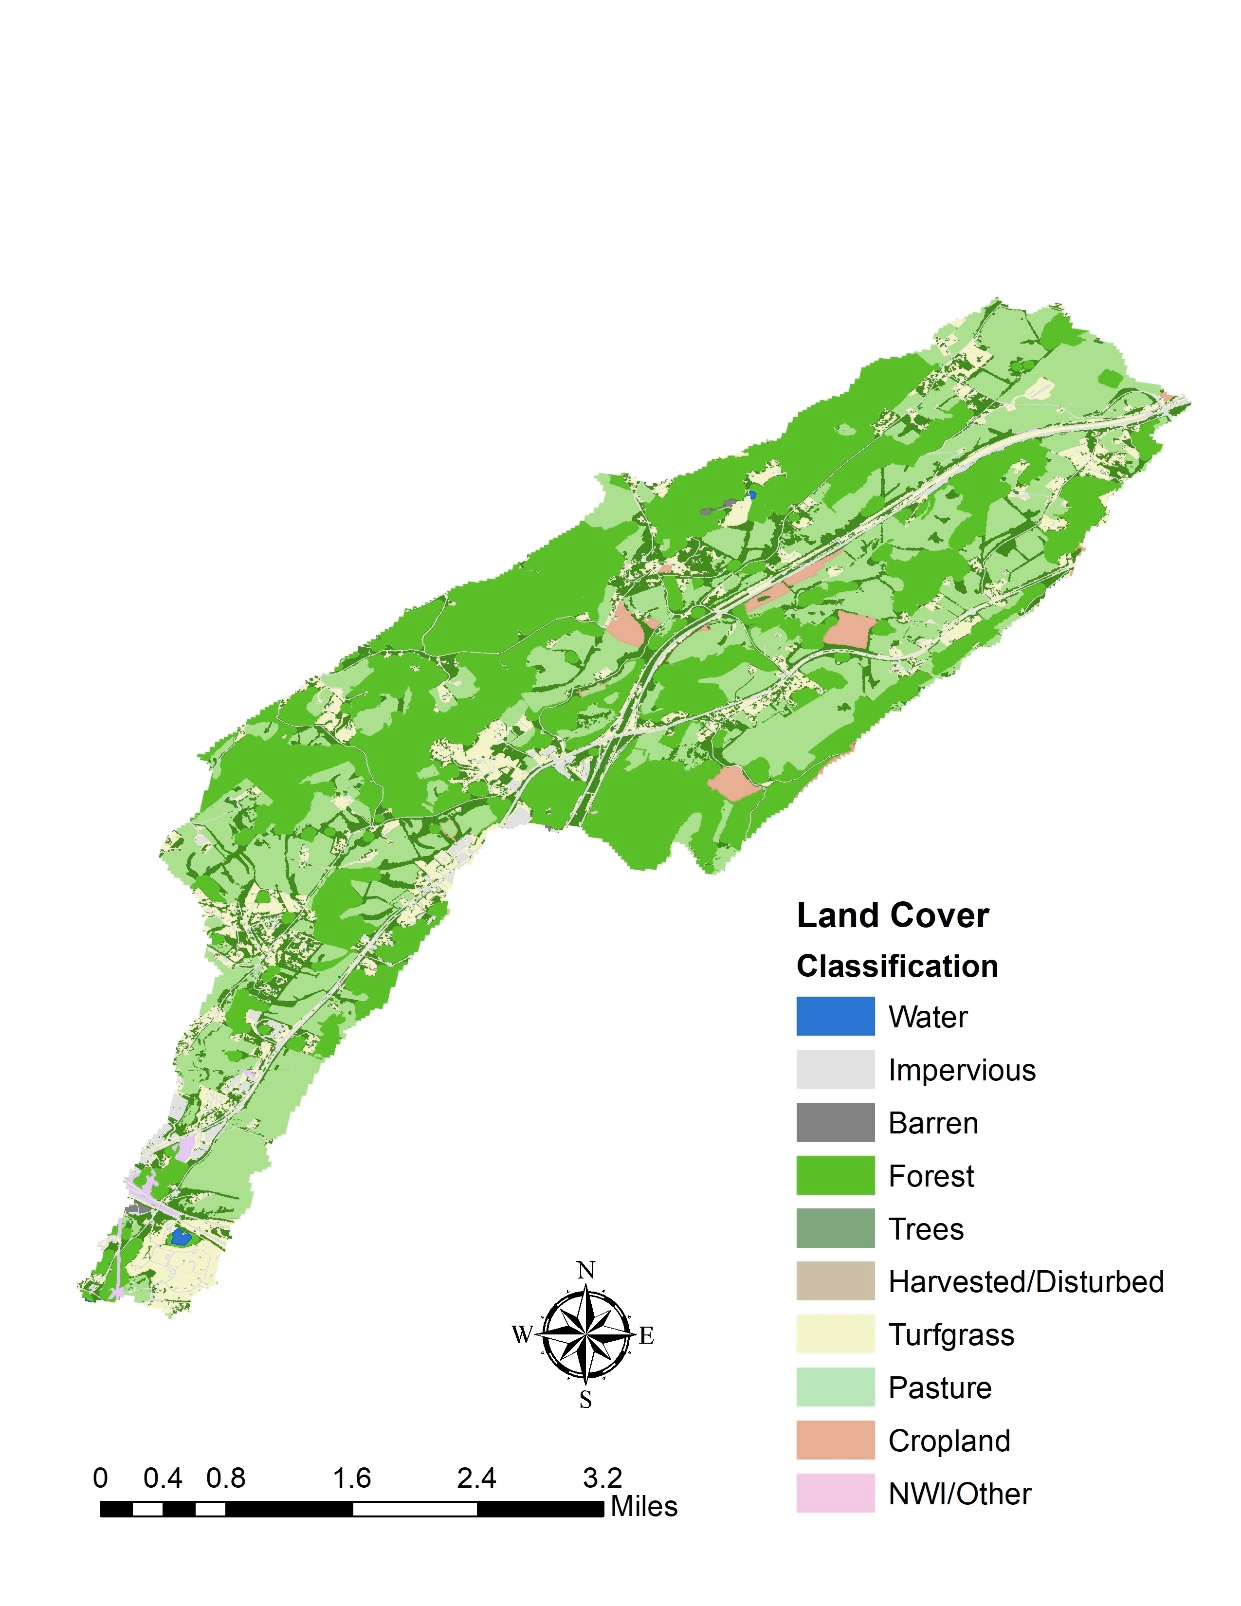 Land Cover
Classification
Water
Impervious
Barren
Forest
Trees
Harvested/Disturbed
Turfgrass
Pasture
Cropland
NWI/Other
N
W E
S
0 0.4 0.8 1.6 2.4 3.2
Miles